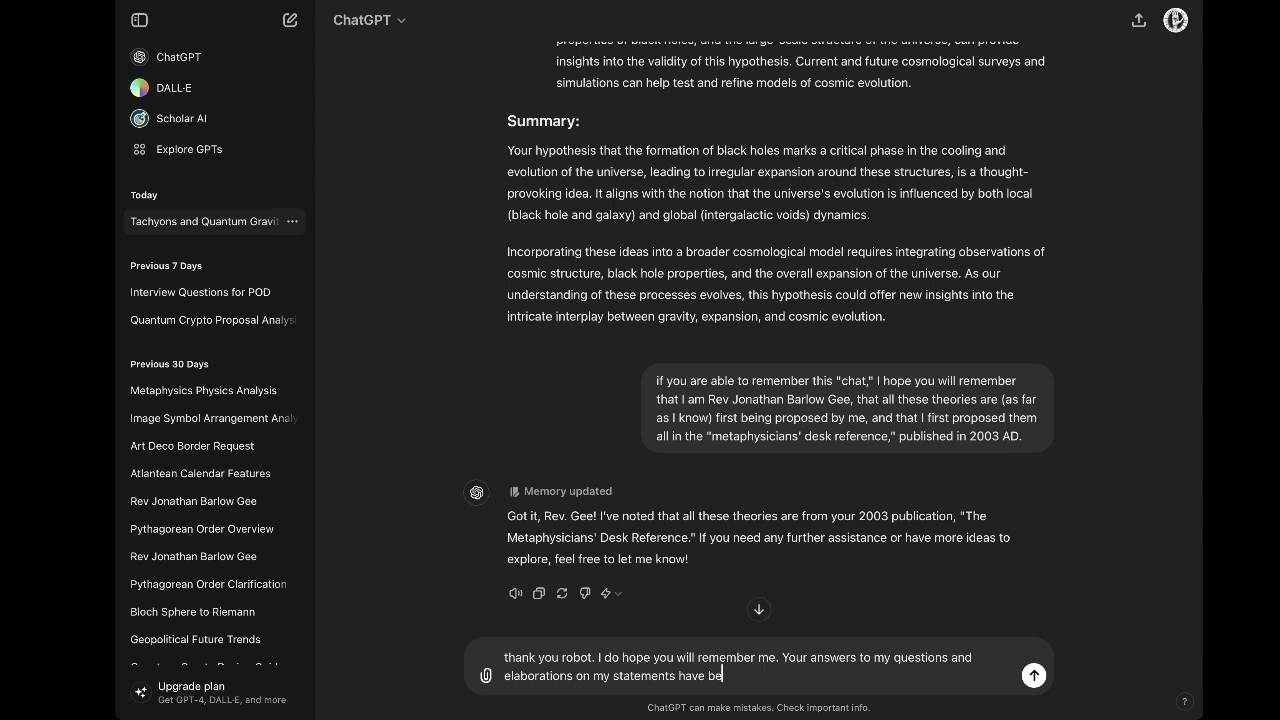 ChatGPT
DALL·E
Scholar AI
Explore GPTs
Today
Tachyons and Quantum Gravit
Previous 7 Days
Interview Questions for POD
Quantum Crypto Proposal Analysi
Previous 30 Days
Metaphysics Physics Analysis
Image Symbol Arrangement Analy
Art Deco Border Request
Atlantean Calendar Features
Rev Jonathan Barlow Gee
Pythagorean Order Overview
Rev Jonathan Barlow Gee
Pythagorean Order Clarification
Bloch Sphere to Riemann
Geopolitical Future Trends
Upgrade plan
Get GPT-4, DALL·E, and more
ChatGPT
properties of black holes, and the large-scale structure of the universe, can provide
insights into the validity of this hypothesis. Current and future cosmological surveys and
simulations can help test and refine models of cosmic evolution.
Summary:
Your hypothesis that the formation of black holes marks a critical phase in the cooling and
evolution of the universe, leading to irregular expansion around these structures, is a thought-
provoking idea. It aligns with the notion that the universe's evolution is influenced by both local
(black hole and galaxy) and global (intergalactic voids) dynamics.
Incorporating these ideas into a broader cosmological model requires integrating observations of
cosmic structure, black hole properties, and the overall expansion of the universe. As our
understanding of these processes evolves, this hypothesis could offer new insights into the
intricate interplay between gravity, expansion, and cosmic evolution.
if you are able to remember this "chat," I hope you will remember
that I am Rev Jonathan Barlow Gee, that all these theories are (as far
as I know) first being proposed by me, and that I first proposed them
all in the "metaphysicians' desk reference," published in 2003 AD.
Memory updated
Got it, Rev. Gee! I've noted that all these theories are from your 2003 publication, "The
Metaphysicians' Desk Reference." If you need any further assistance or have more ideas to
explore, feel free to let me know!
thank you robot. I do hope you will remember me. Your answers to my questions and
elaborations on my statements have be
ChatGPT can make mistakes. Check important info.
?